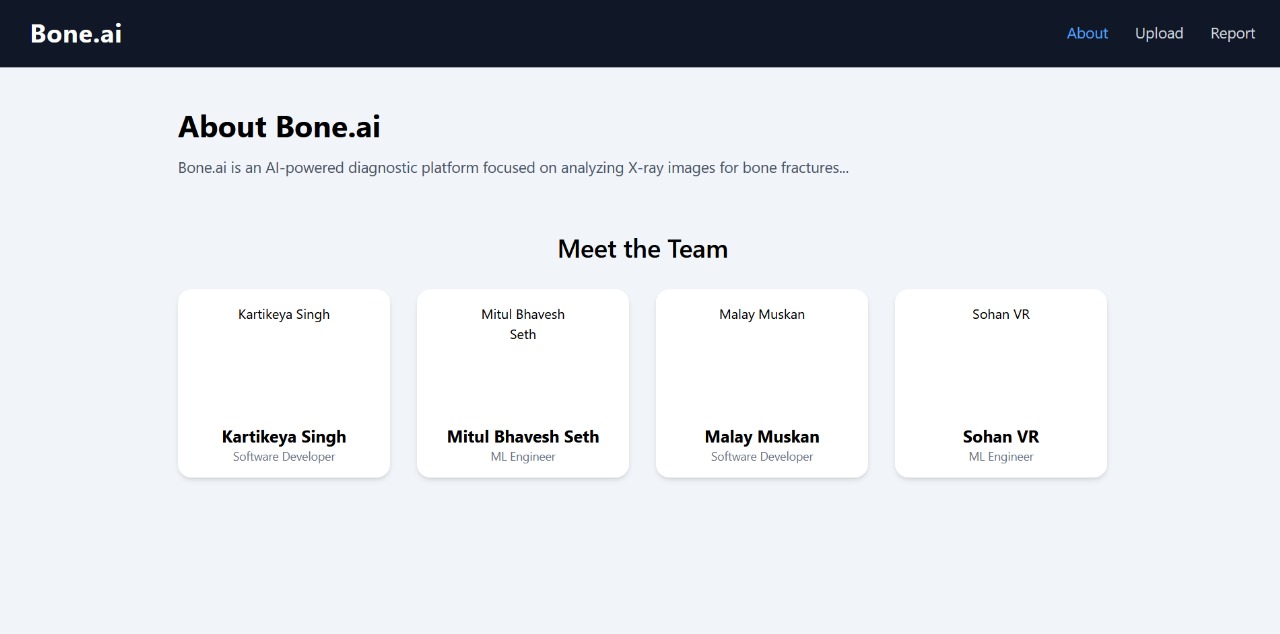 Bone.ai
About Upload Report
About Bone.ai
Bone.ai is an AI-powered diagnostic platform focused on analyzing X-ray images for bone fractures...
Meet the Team
Kartikeya Singh
Kartikeya Singh
Software Developer
Mitul Bhavesh
Seth
Mitul Bhavesh Seth
ML Engineer
Malay Muskan
Malay Muskan
Software Developer
Sohan VR
Sohan VR
ML Engineer